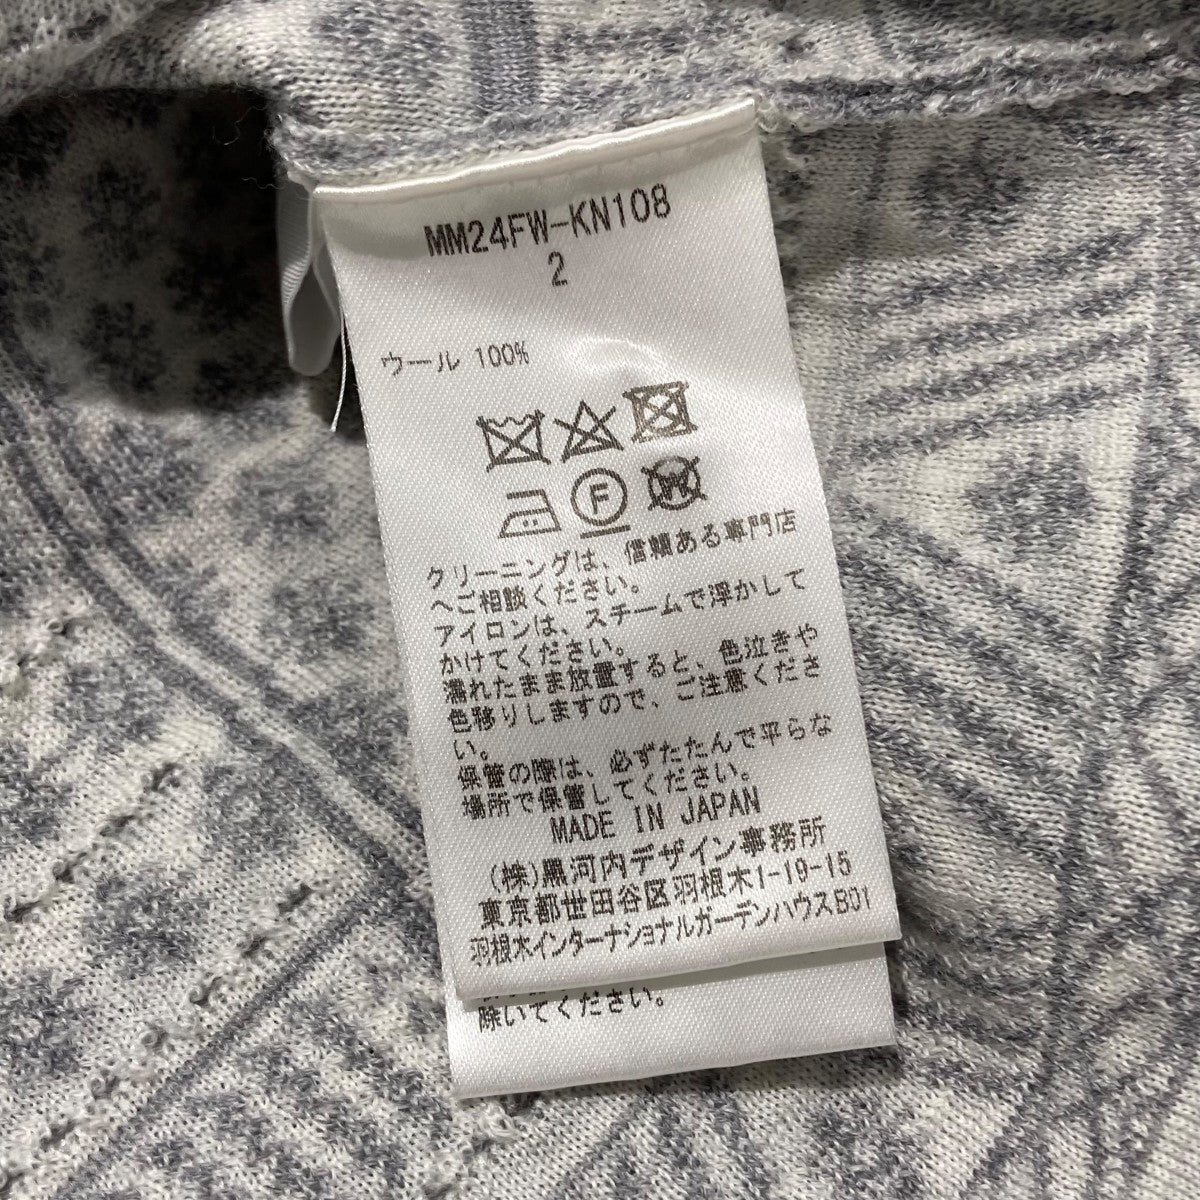 MM24FW-KN108
2
ウール 100%
F
W
クリーニングは、信頼ある専門店
へご相談ください。
アイロンは、スチームで浮かして
かけてください。
濡れたまま放置すると、色泣きや
色移りしますので、ご注意くださ
い。
保管の際は、必ずたたんで平らな
場所で保管してください。
MADE IN JAPAN
(株)黒河内デザイン事務所
東京都世田谷区羽根木1-19-15
羽根木インターナショナルガーデンハウスB01
除いてください。